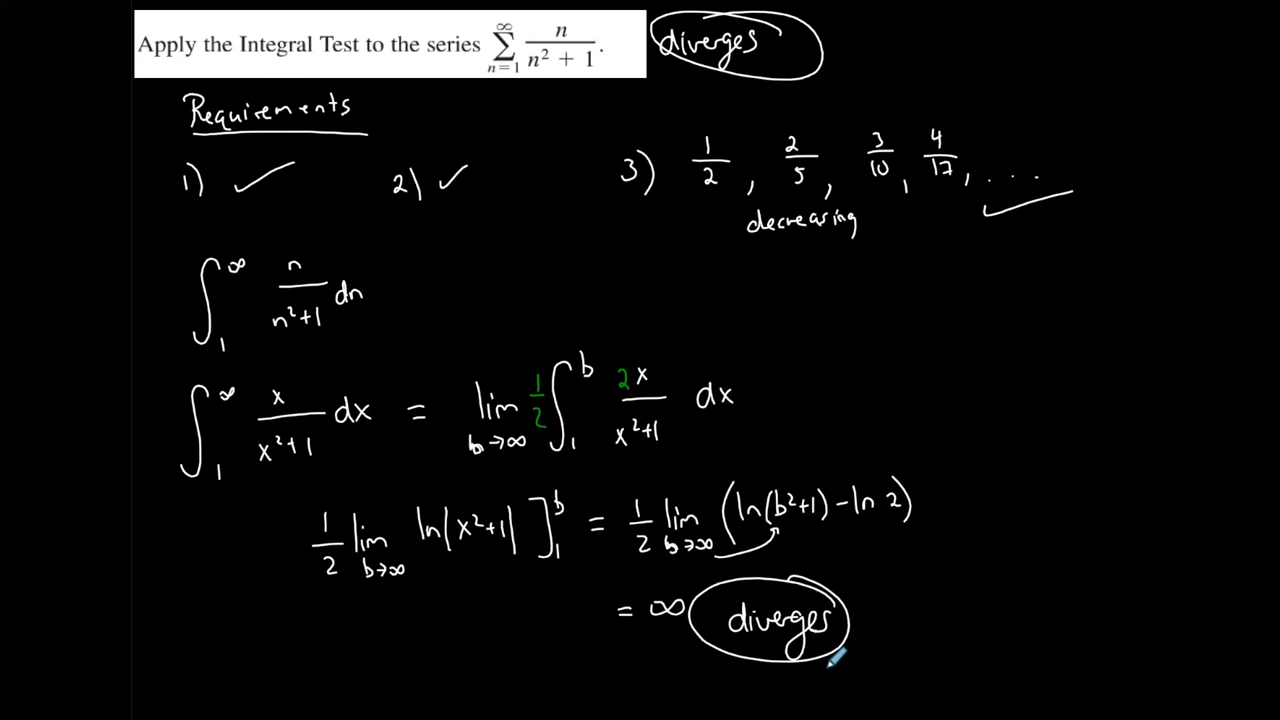 Apply the Integral Test to the series ∑_{n=1}^{∞} n/(n² + 1). diverges
Requirements
1) ✓ 2) ✓ 3) 1/2, 2/5, 3/10, 4/17, ...
decreasing ✓
∫_1^∞ n/(n²+1) dn
∫_1^∞ x/(x²+1) dx = lim_{b→∞} 1/2 ∫_1^b 2x/(x²+1) dx
1/2 lim_{b→∞} ln|x²+1| ]_1^b = 1/2 lim_{b→∞} (ln(b²+1) - ln 2)
= ∞ diverges